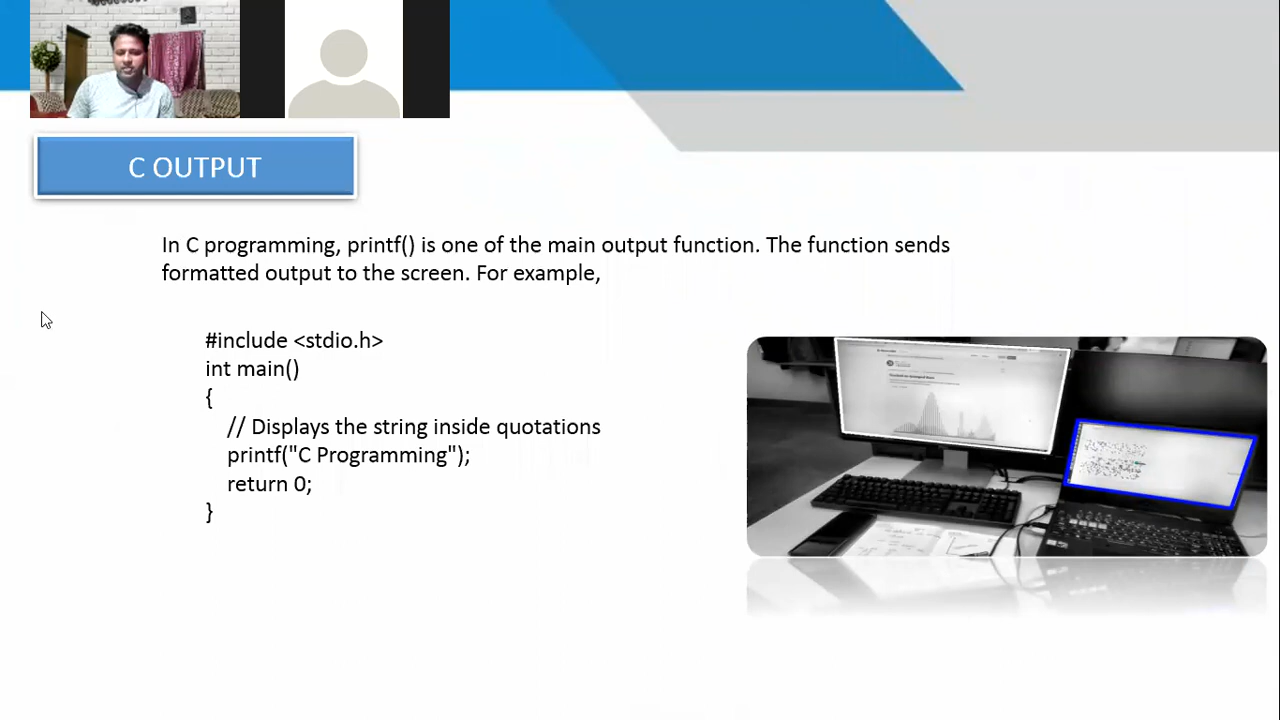 C OUTPUT
In C programming, printf() is one of the main output function. The function sends
formatted output to the screen. For example,
#include <stdio.h>
int main()
{
// Displays the string inside quotations
printf("C Programming");
return 0;
}